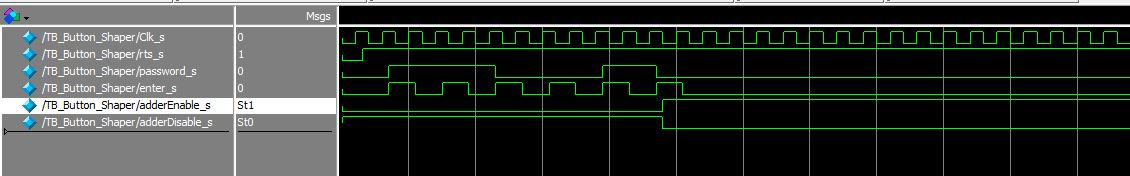 Msgs
/TB_Button_Shaper/Clk_s 0
/TB_Button_Shaper/rts_s 1
/TB_Button_Shaper/password_s 0
/TB_Button_Shaper/enter_s 0
/TB_Button_Shaper/adderEnable_s St1
/TB_Button_Shaper/adderDisable_s St0